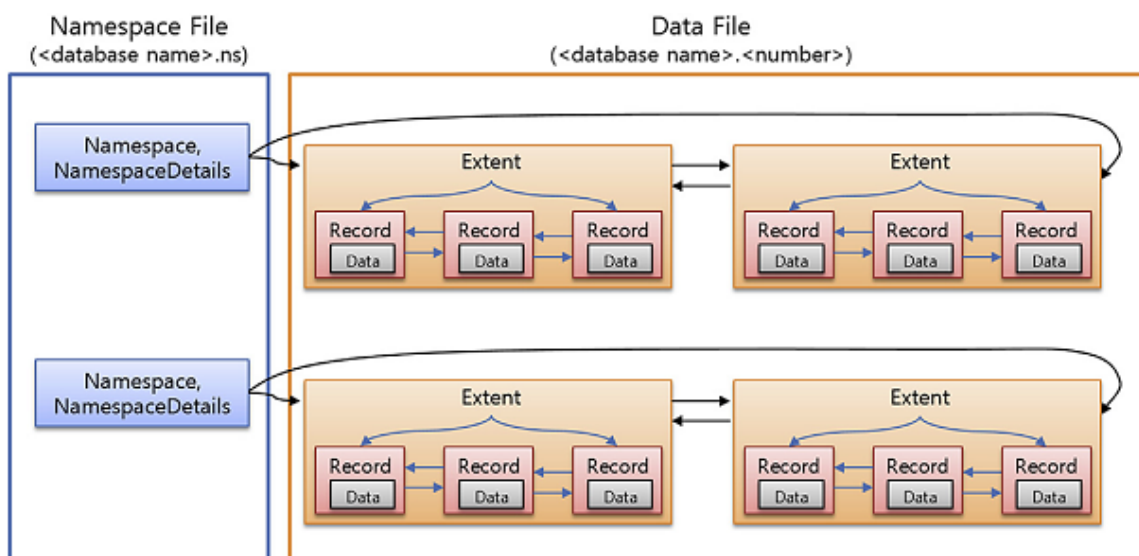 Namespace File
(<database name>.ns)
Data File
(<database name>.<number>)
Namespace,
NamespaceDetails
Extent
Extent
Record
Record
Record
Record
Record
Record
Data
Data
Data
Data
Data
Data
Namespace,
NamespaceDetails
Extent
Extent
Record
Record
Record
Record
Record
Record
Data
Data
Data
Data
Data
Data